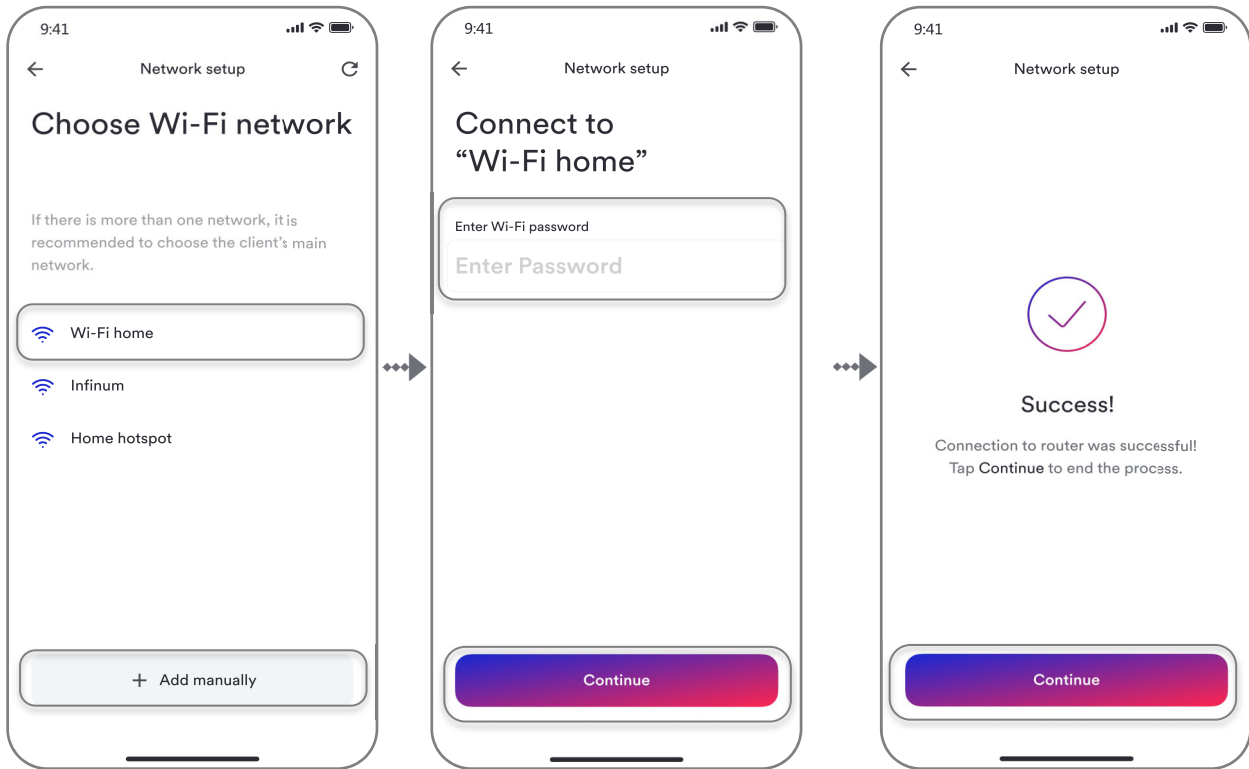 9:41
Network setup
Choose Wi-Fi network
If there is more than one network, it is
recommended to choose the client's main
network.
Wi-Fi home
Infinum
Home hotspot
+ Add manually
9:41
Network setup
Connect to
“Wi-Fi home”
Enter Wi-Fi password
Enter Password
Continue
9:41
Network setup
Success!
Connection to router was successful!
Tap Continue to end the process.
Continue